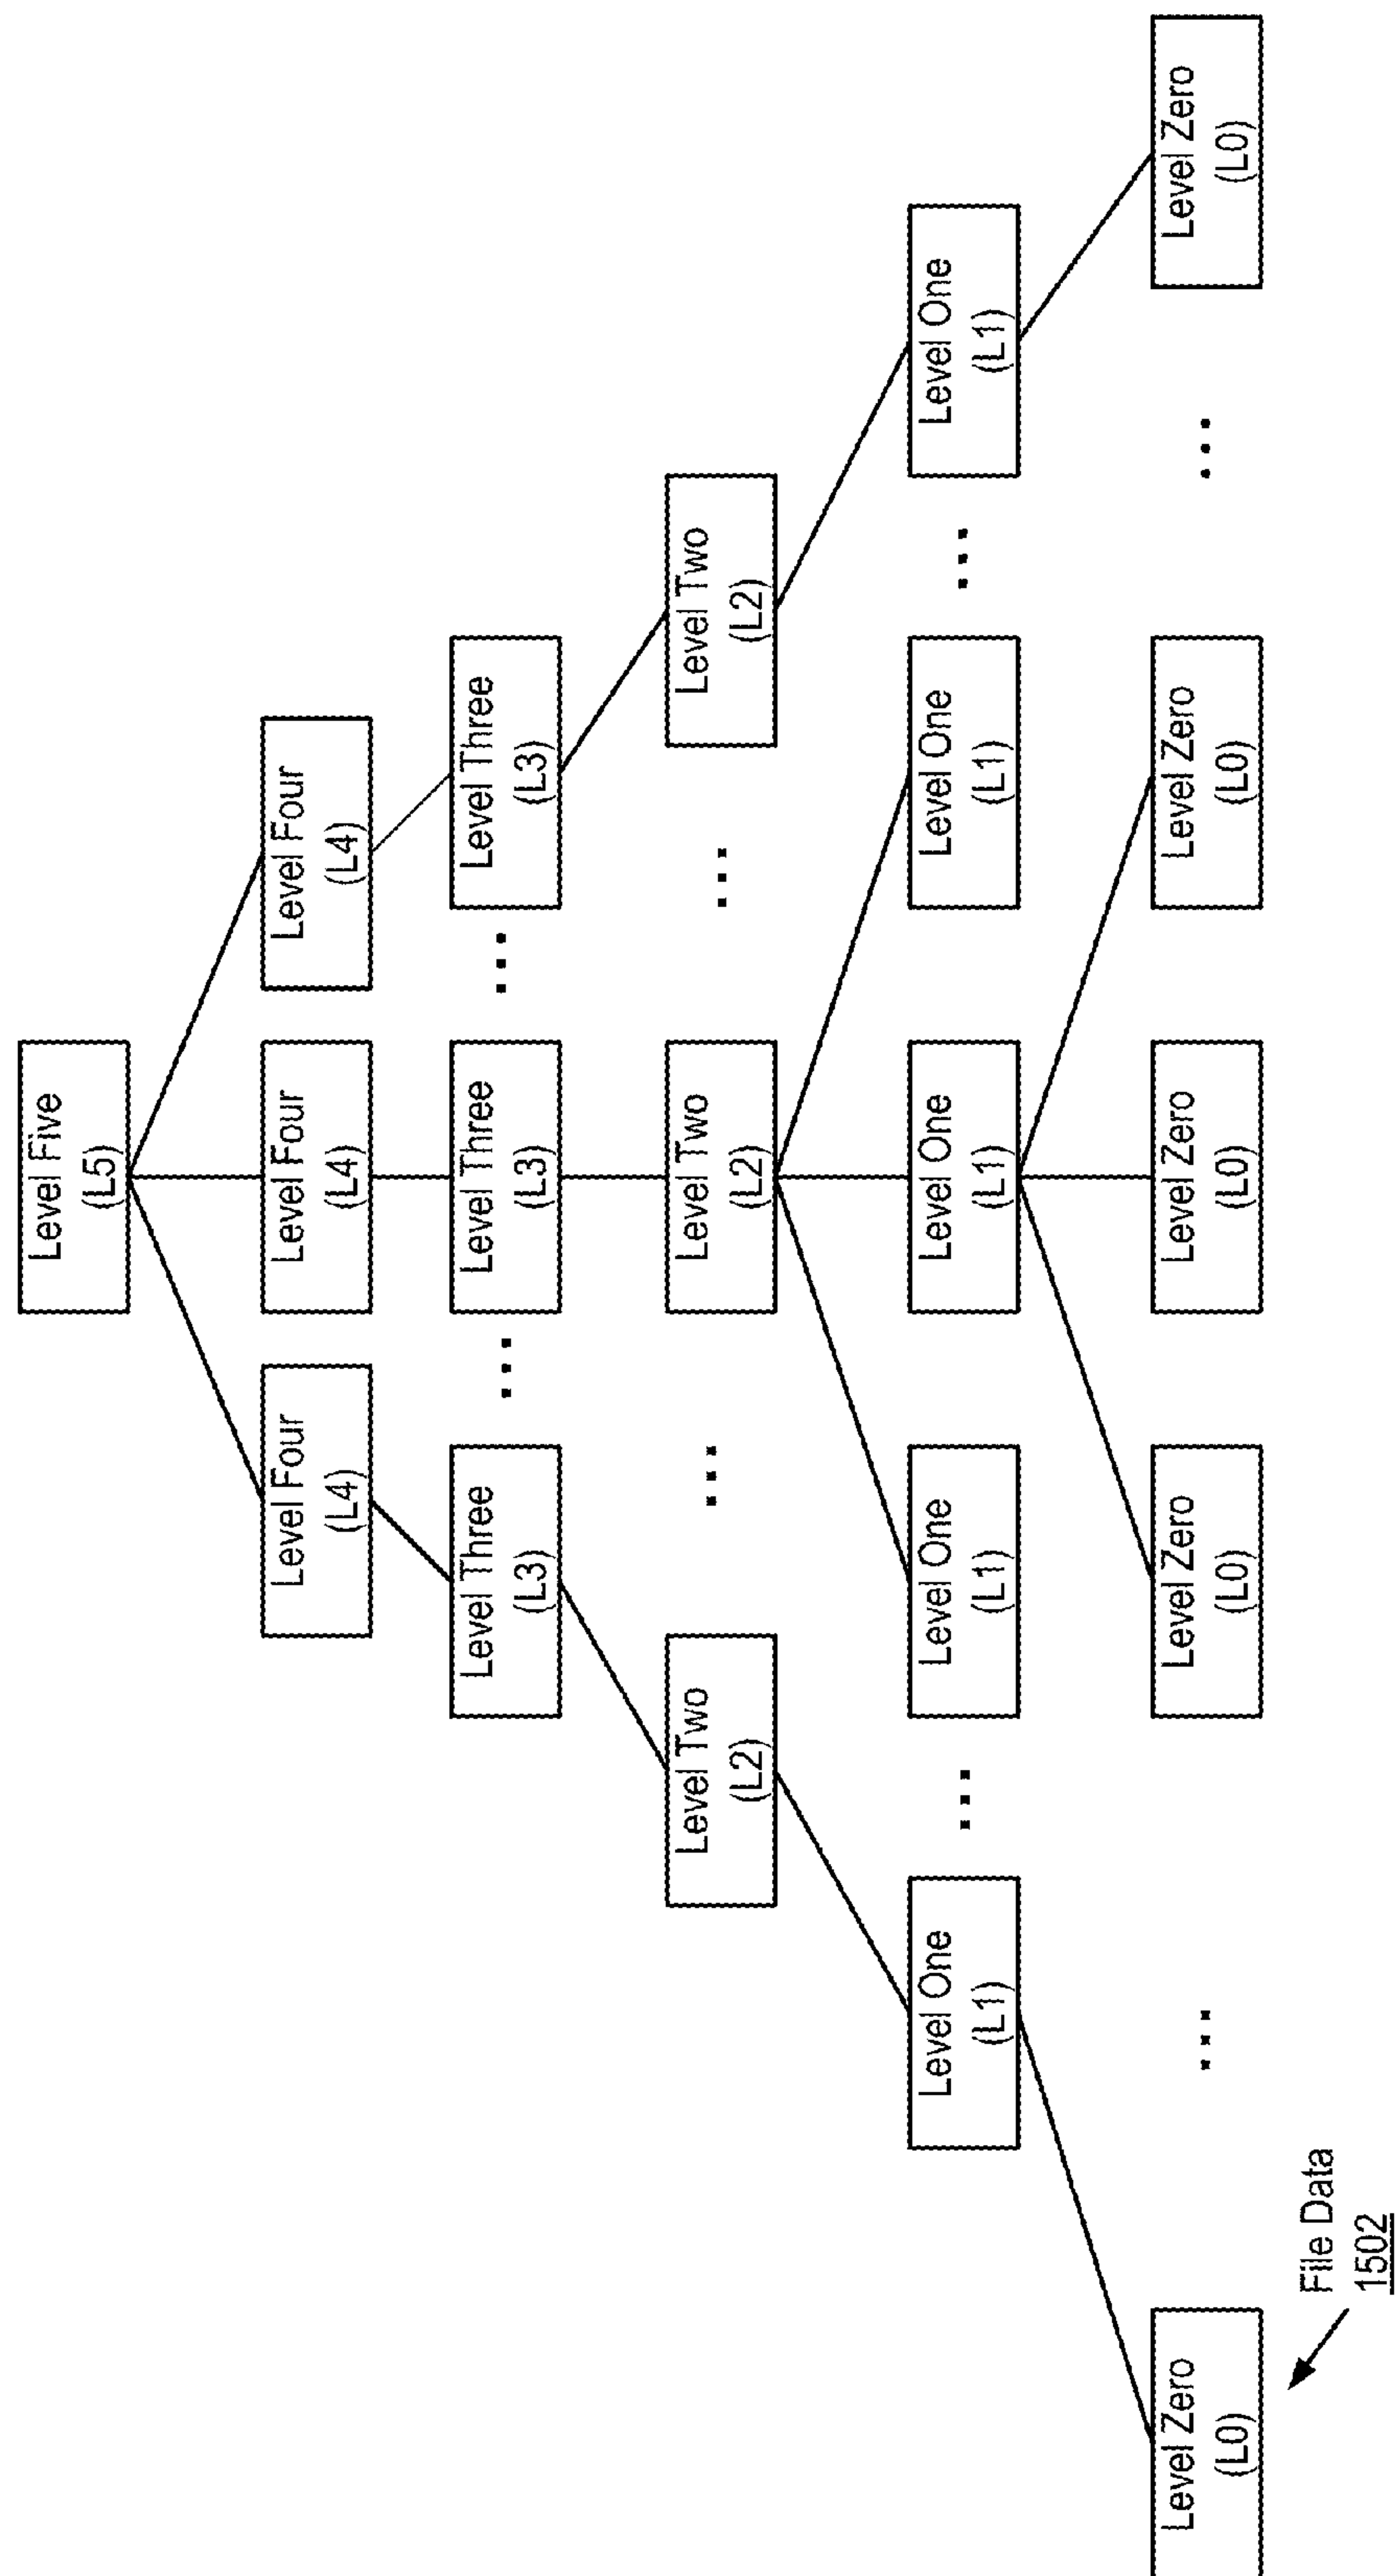 Level Five
(L5)
Level Four
(L4)
Level Four
(L4)
Level Four
(L4)
Level Three
(L3)
Level Three
(L3)
Level Three
(L3)
Level Two
(L2)
Level Two
(L2)
Level Two
(L2)
Level One
(L1)
Level One
(L1)
Level One
(L1)
Level One
(L1)
Level One
(L1)
Level Zero
(L0)
Level Zero
(L0)
Level Zero
(L0)
Level Zero
(L0)
Level Zero
(L0)
File Data
1502